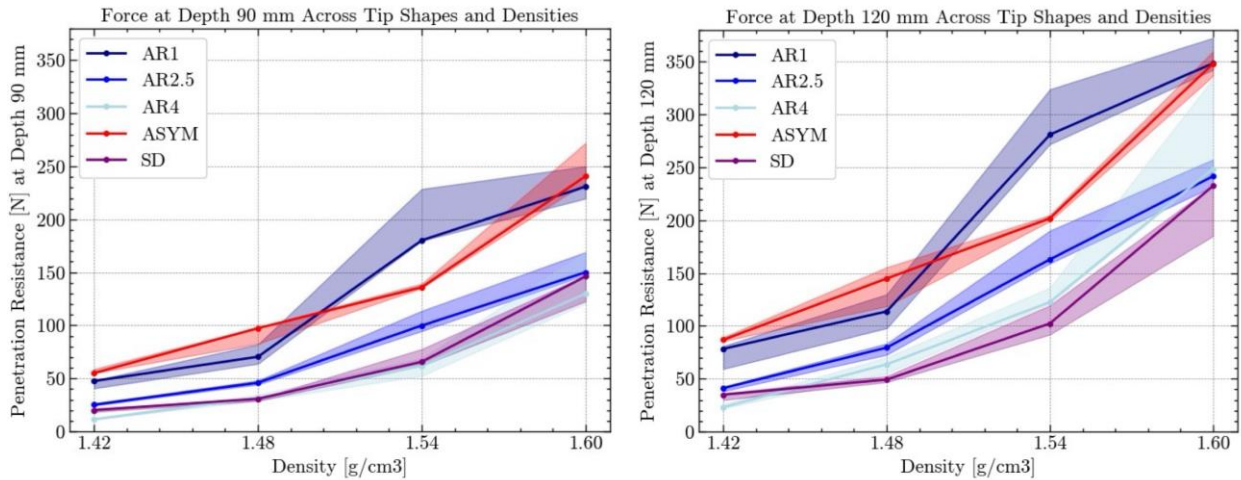 Force at Depth 90 mm Across Tip Shapes and Densities
Penetration Resistance [N] at Depth 90 mm
350
300
250
200
150
100
50
0
AR1
AR2.5
AR4
ASYM
SD
1.42
1.48
1.54
1.60
Density [g/cm3]
Force at Depth 120 mm Across Tip Shapes and Densities
Penetration Resistance [N] at Depth 120 mm
350
300
250
200
150
100
50
0
AR1
AR2.5
AR4
ASYM
SD
1.42
1.48
1.54
1.60
Density [g/cm3]